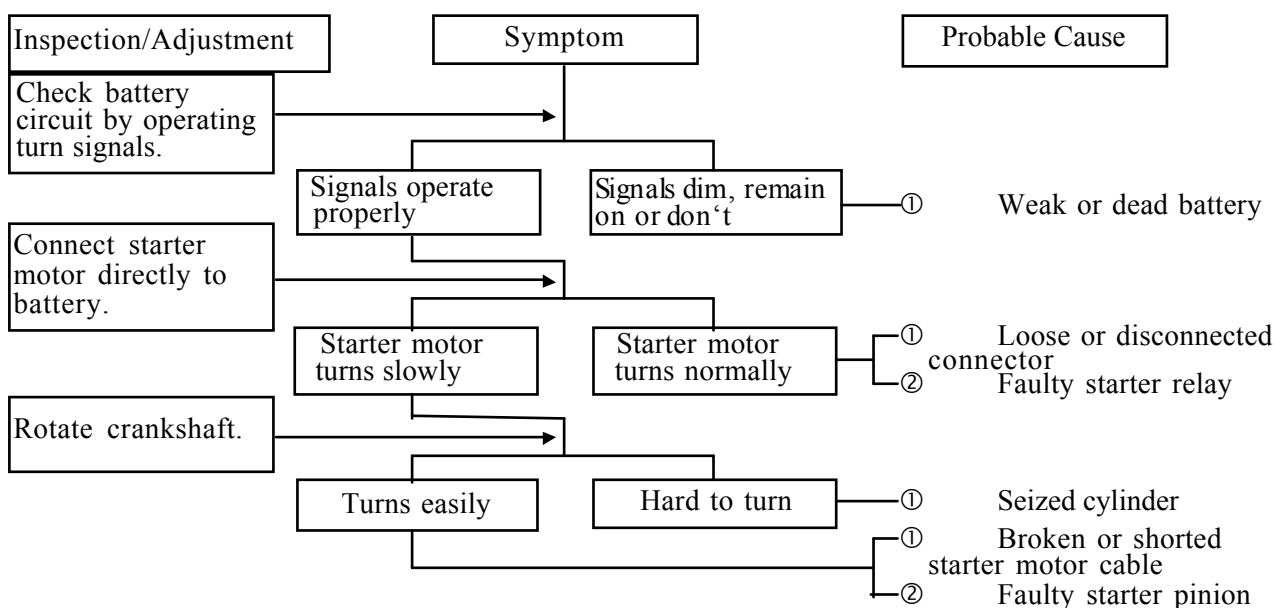 Inspection/Adjustment
Symptom
Probable Cause
Check battery
circuit by operating
turn signals.
Signals operate
properly
Signals dim, remain
on or don‘t
① Weak or dead battery
Connect starter
motor directly to
battery.
Starter motor
turns slowly
Starter motor
turns normally
① Loose or disconnected
connector
② Faulty starter relay
Rotate crankshaft.
Turns easily
Hard to turn
① Seized cylinder
① Broken or shorted
starter motor cable
② Faulty starter pinion